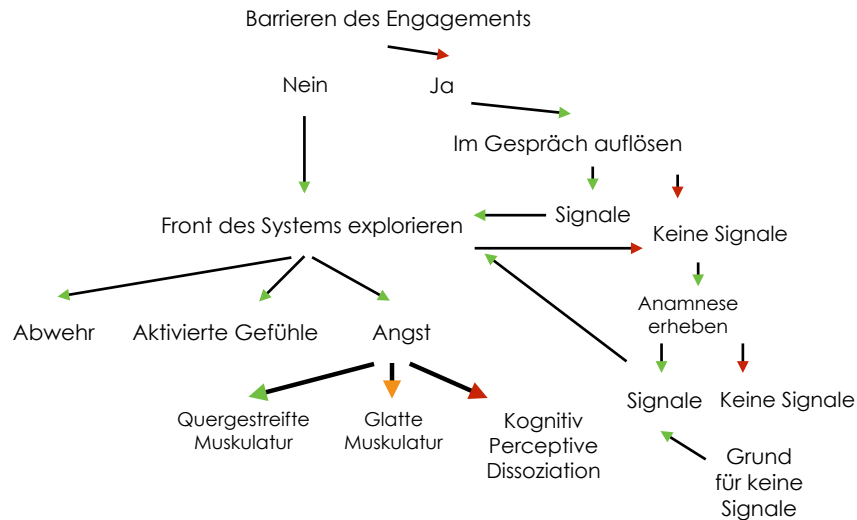 Barrieren des Engagements
Nein
Ja
Im Gespräch auflösen
Front des Systems explorieren
Signale
Keine Signale
Anamnese
erheben
Abwehr
Aktivierte Gefühle
Angst
Signale
Keine Signale
Quergestreifte
Muskulatur
Glatte
Muskulatur
Kognitiv
Perceptive
Dissoziation
Grund
für keine
Signale